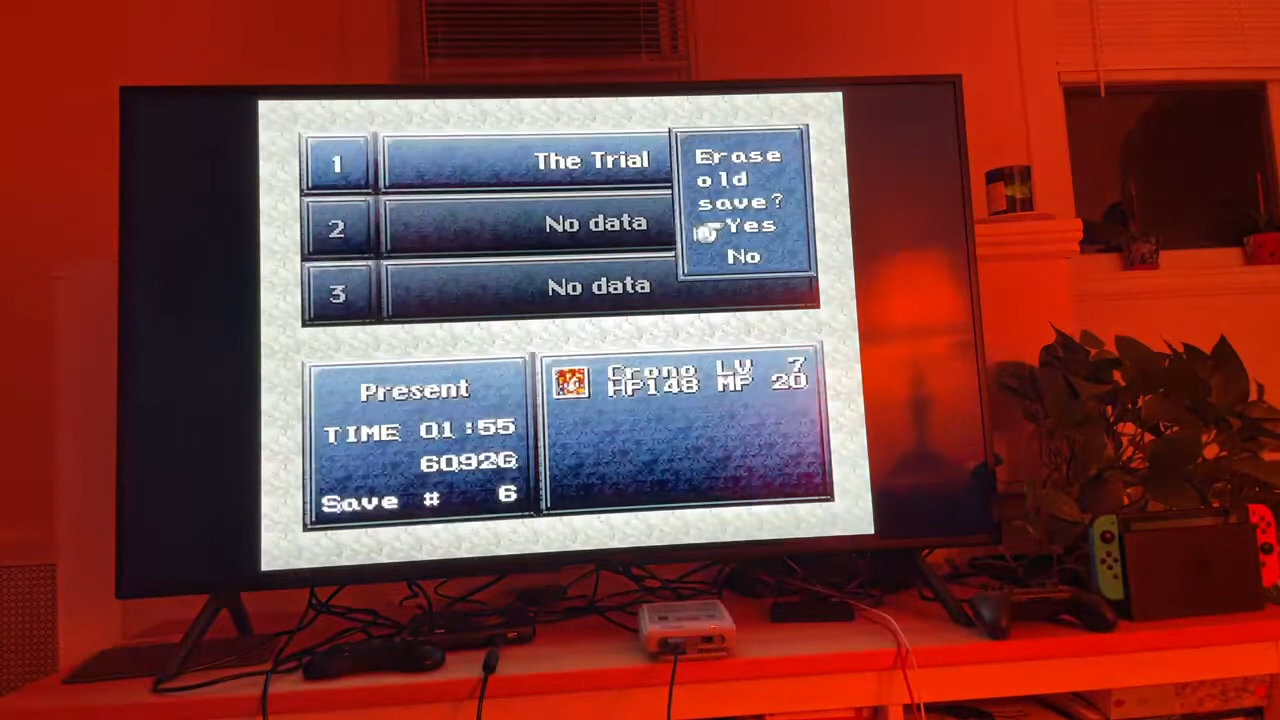 1 The Trial
2 No data
3 No data
Erase
old
save?
Yes
No
Present
TIME 01:55
6092G
Save # 6
Crono LV 7
HP148 MP 20